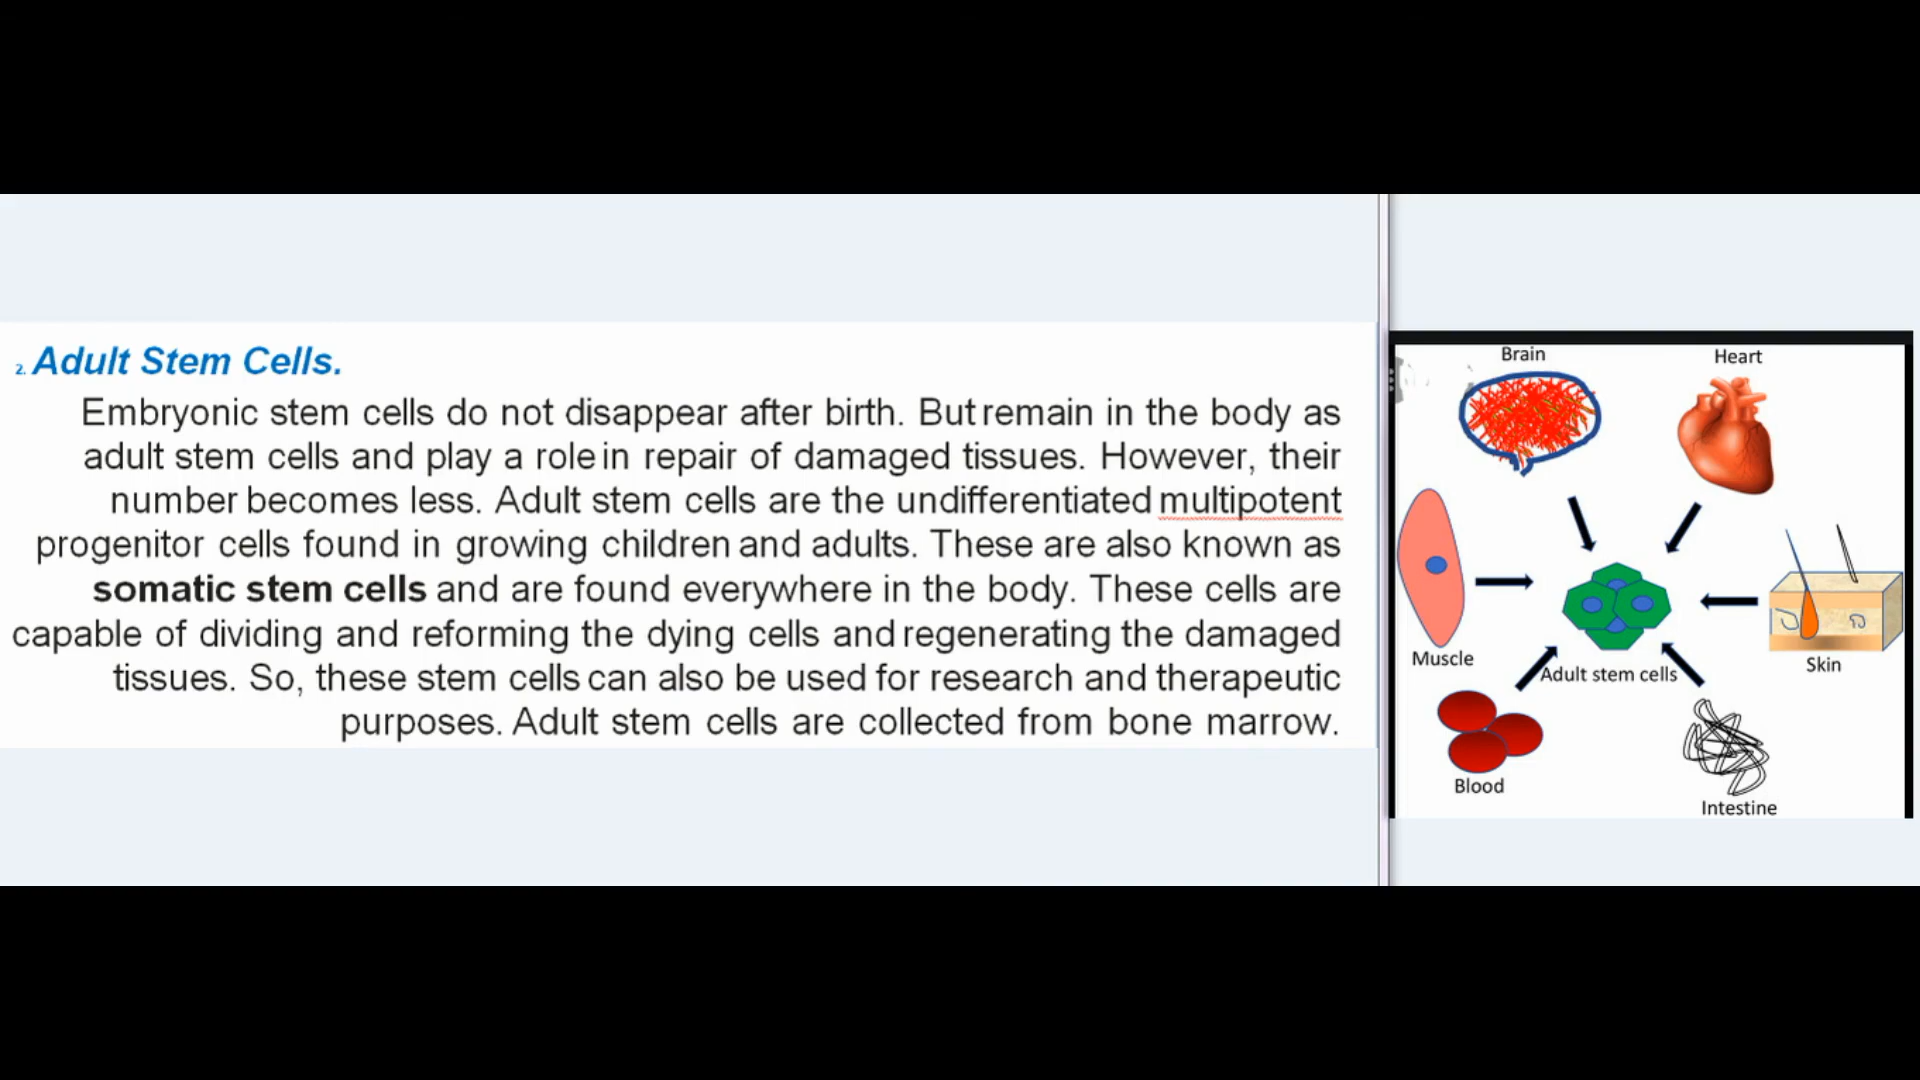 2. Adult Stem Cells.
Embryonic stem cells do not disappear after birth. But remain in the body as
adult stem cells and play a role in repair of damaged tissues. However, their
number becomes less. Adult stem cells are the undifferentiated multipotent
progenitor cells found in growing children and adults. These are also known as
somatic stem cells and are found everywhere in the body. These cells are
capable of dividing and reforming the dying cells and regenerating the damaged
tissues. So, these stem cells can also be used for research and therapeutic
purposes. Adult stem cells are collected from bone marrow.
Brain
Heart
Muscle
Adult stem cells
Skin
Blood
Intestine